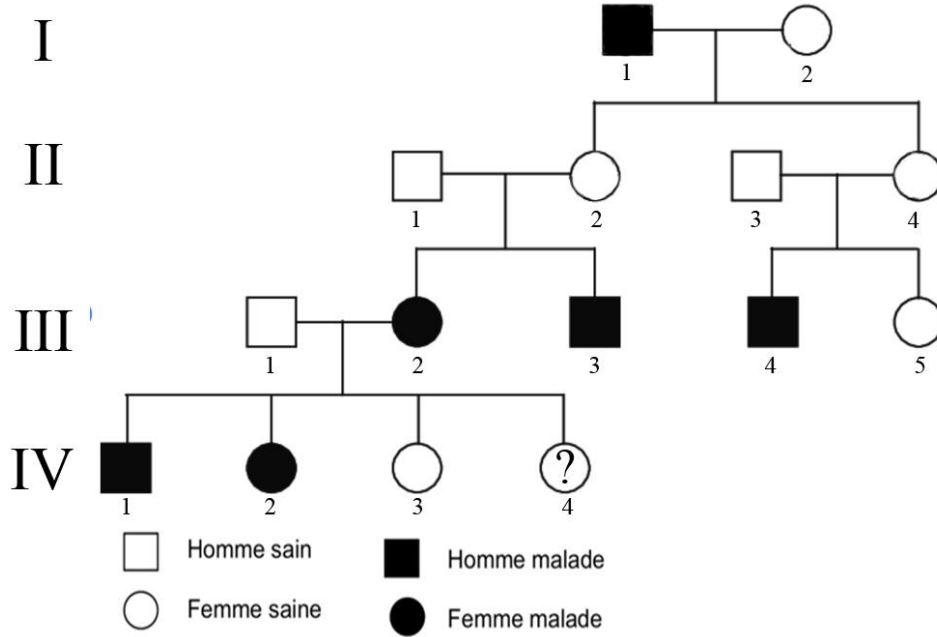 I
1 2
II
1 2 3 4
III
1 2 3 4 5
IV
?
1 2 3 4
Homme sain
Homme malade
Femme saine
Femme malade